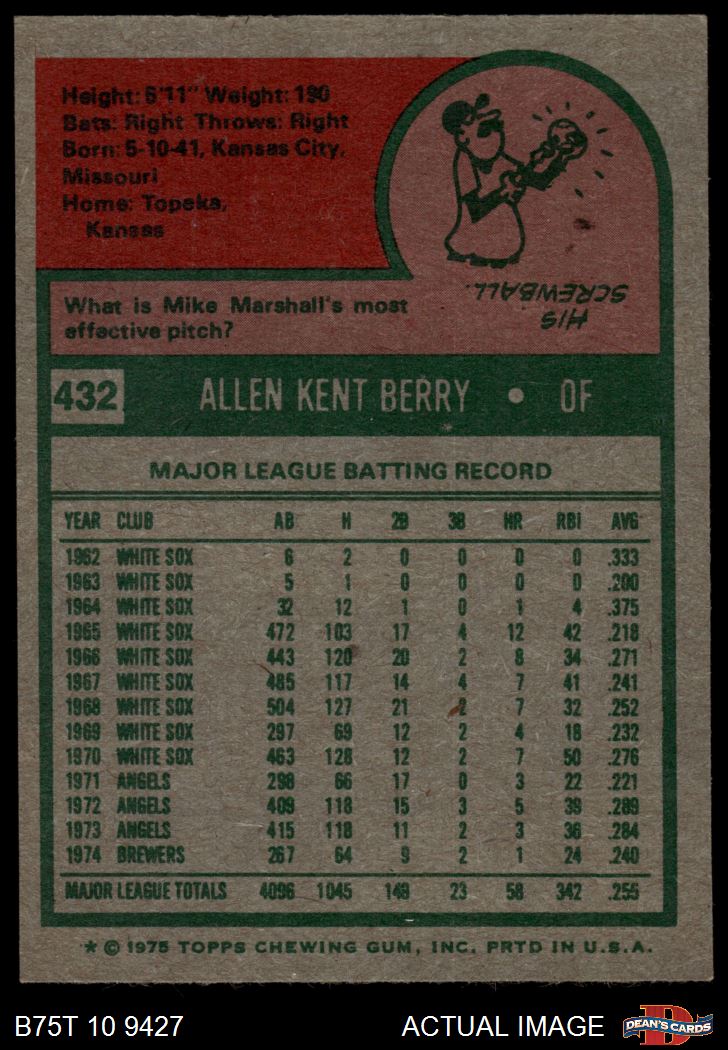 Height: 5'11" Weight: 190
Bats: Right Throws: Right
Born: 5-10-41, Kansas City,
Missouri
Home: Topeka,
Kansas
HIS
SCREWBALL.
What is Mike Marshall's most
effective pitch?
432 ALLEN KENT BERRY • OF
MAJOR LEAGUE BATTING RECORD
YEAR CLUB AB H 2B 3B HR RBI AVG
1962 WHITE SOX 6 2 0 0 0 0 .333
1963 WHITE SOX 5 1 0 0 0 0 .200
1964 WHITE SOX 32 12 1 0 1 4 .375
1965 WHITE SOX 472 103 17 4 12 42 .218
1966 WHITE SOX 443 120 20 2 8 34 .271
1967 WHITE SOX 485 117 14 4 7 41 .241
1968 WHITE SOX 504 127 21 2 7 32 .252
1969 WHITE SOX 297 69 12 2 4 18 .232
1970 WHITE SOX 463 128 12 2 7 50 .276
1971 ANGELS 298 66 17 0 3 22 .221
1972 ANGELS 409 118 15 3 5 39 .289
1973 ANGELS 415 118 11 2 3 36 .284
1974 BREWERS 267 64 9 2 1 24 .240
MAJOR LEAGUE TOTALS 4096 1045 149 23 58 342 .255
★ © 1975 TOPPS CHEWING GUM, INC. PRTD IN U.S.A.
B75T 10 9427 ACTUAL IMAGE D DEAN'S CARDS